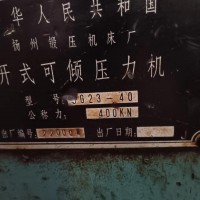 华人民共和国
扬州锻压机床厂
开式可倾压力机
型号 JG23-40
公称力 400KN
出厂编号 出厂日期